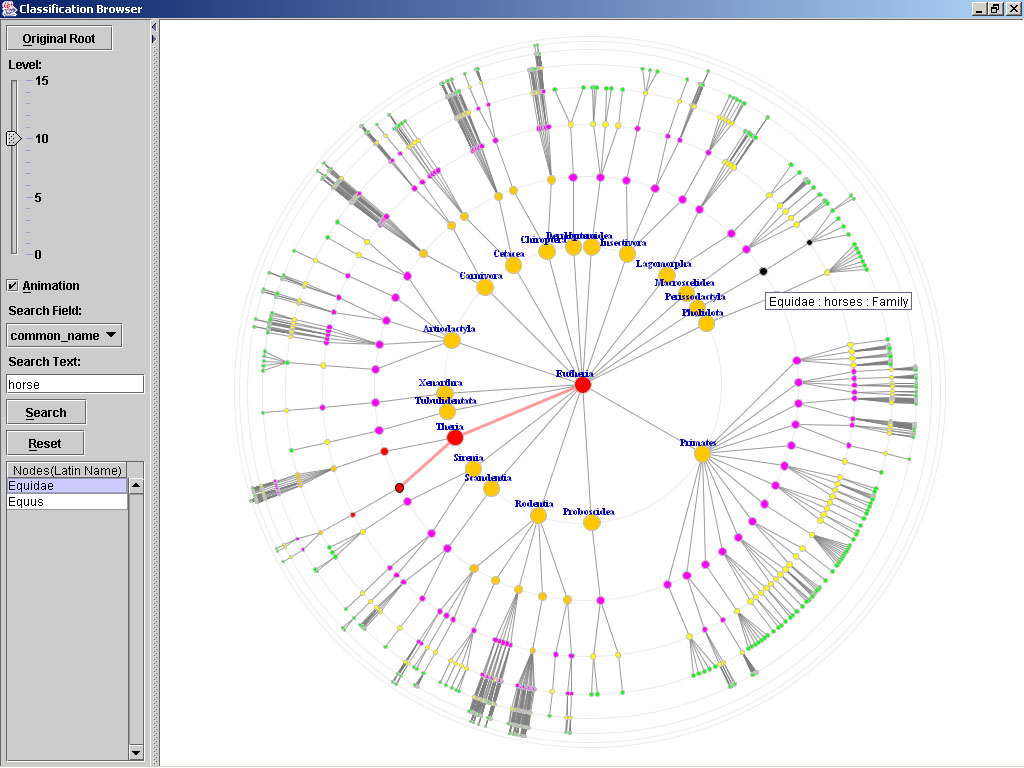 Classification Browser
Original Root
Level:
15
10
5
0
Animation
Search Field:
common_name
Search Text:
horse
Search
Reset
Nodes(Latin Name)
Equidae
Equus
Chiroptera
Insectivora
Cetacea
Lagomorpha
Carnivora
Macroscelidea
Perissodactyla
Equidae : horses : Family
Pholidota
Artiodactyla
Eutheria
Xenarthra
Tubulidentata
Theria
Primates
Sirenia
Scandentia
Rodentia
Proboscidea